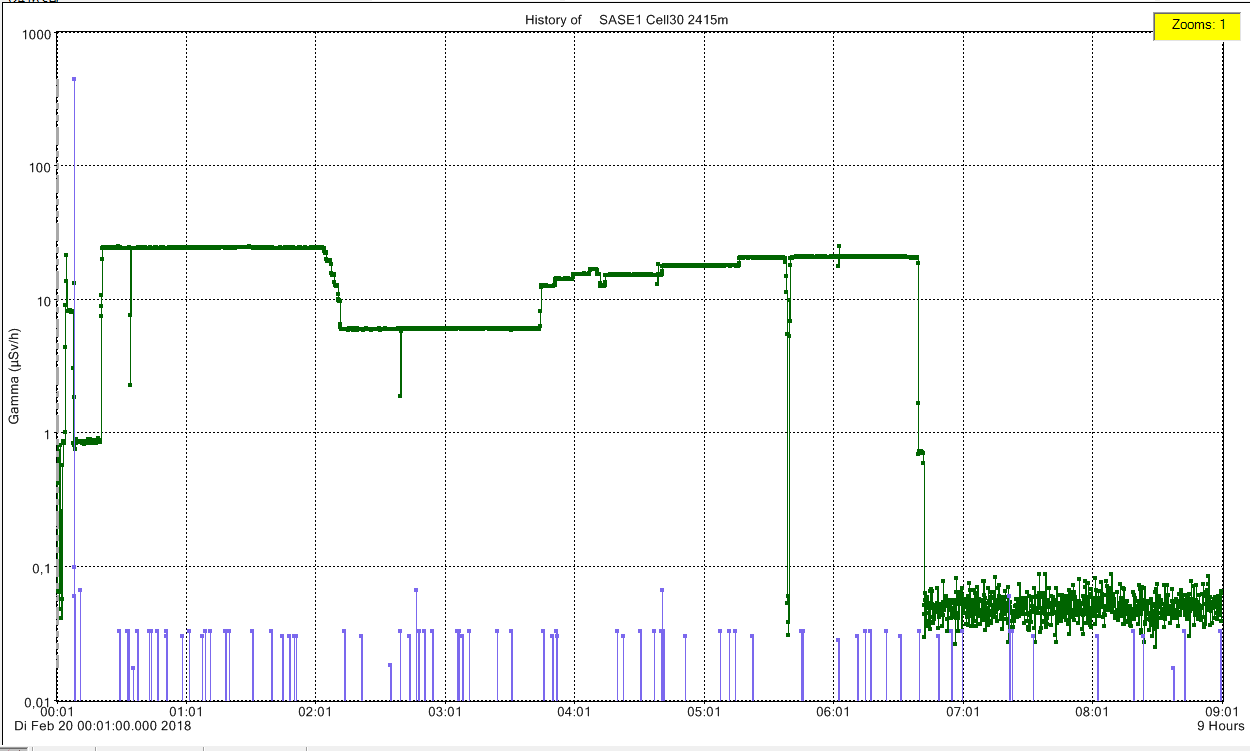 History of SASE1 Cell30 2415m
Zooms: 1
1000
100
10
1
0,1
0,01
Gamma (µSv/h)
00:01 01:01 02:01 03:01 04:01 05:01 06:01 07:01 08:01 09:01
Di Feb 20 00:01:00.000 2018 9 Hours